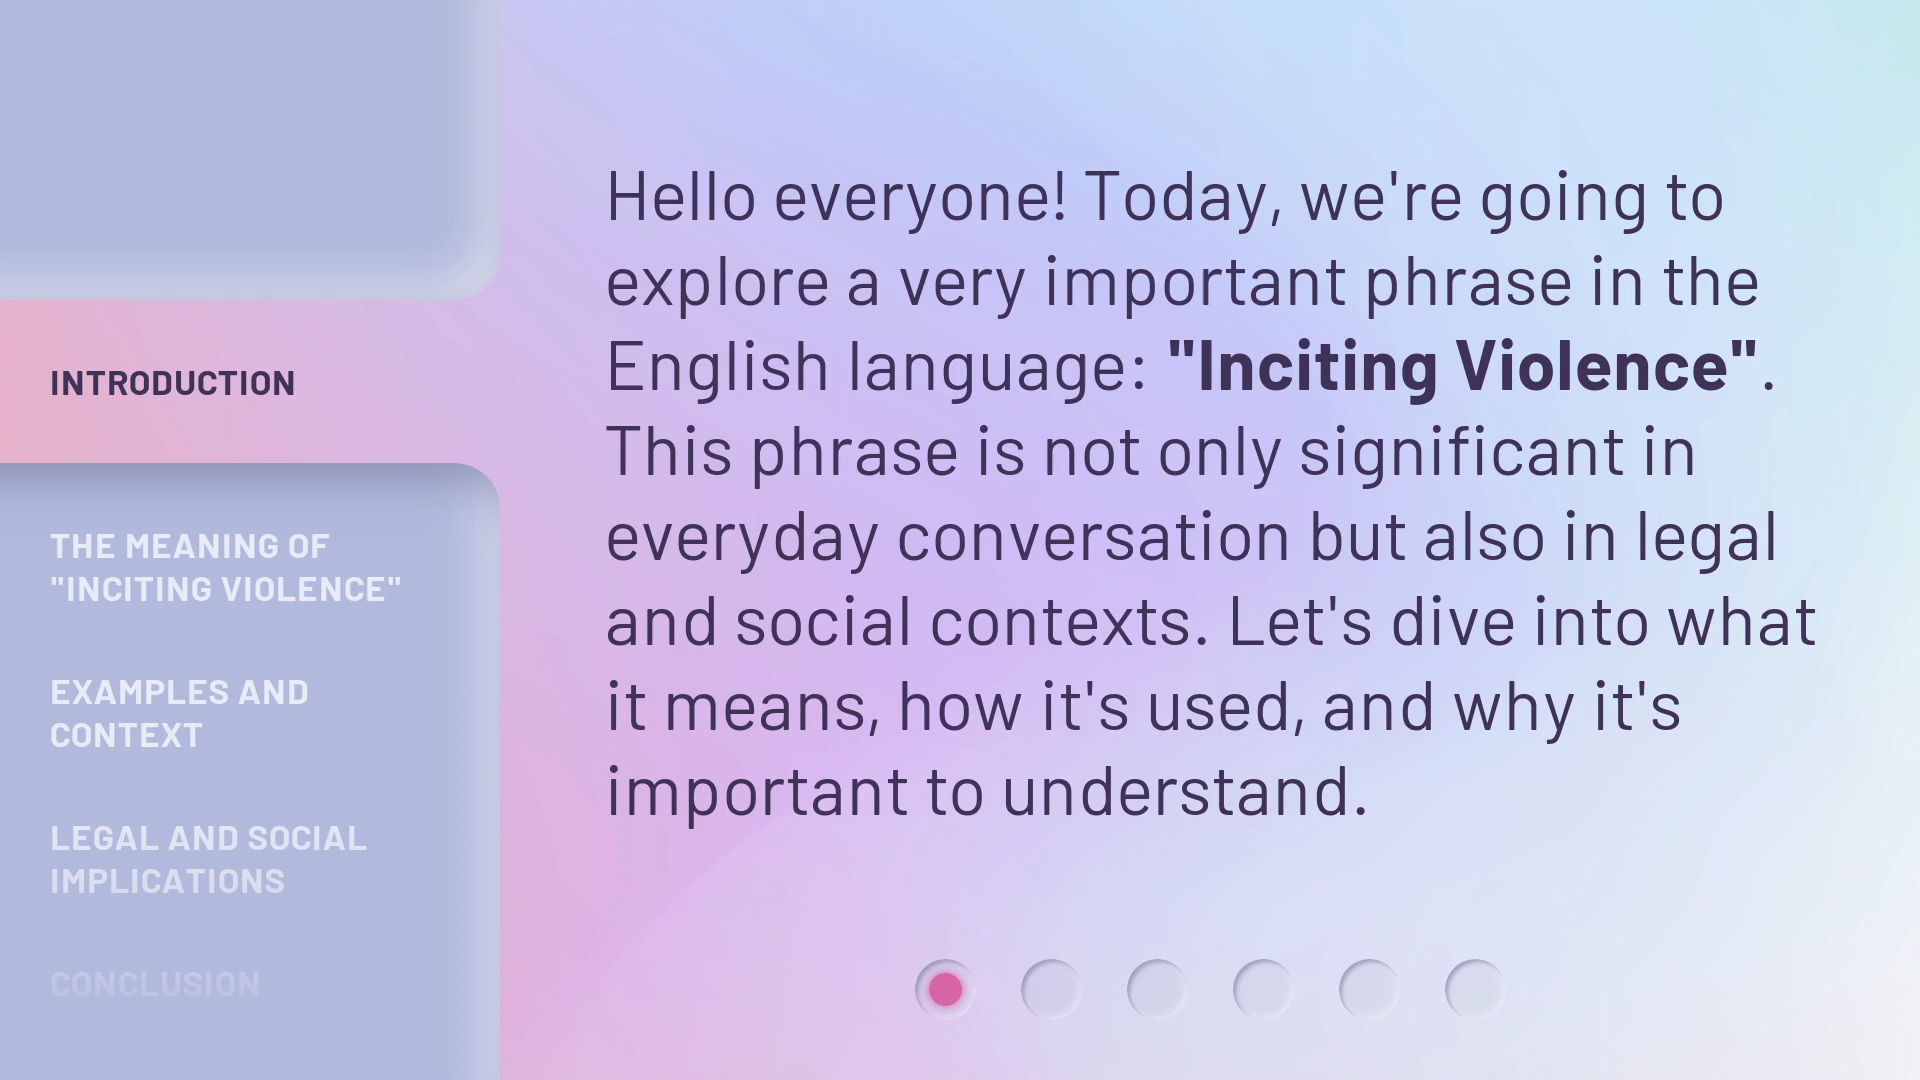 INTRODUCTION
THE MEANING OF
"INCITING VIOLENCE"
EXAMPLES AND
CONTEXT
LEGAL AND SOCIAL
IMPLICATIONS
CONCLUSION
Hello everyone! Today, we're going to
explore a very important phrase in the
English language: "Inciting Violence".
This phrase is not only significant in
everyday conversation but also in legal
and social contexts. Let's dive into what
it means, how it's used, and why it's
important to understand.